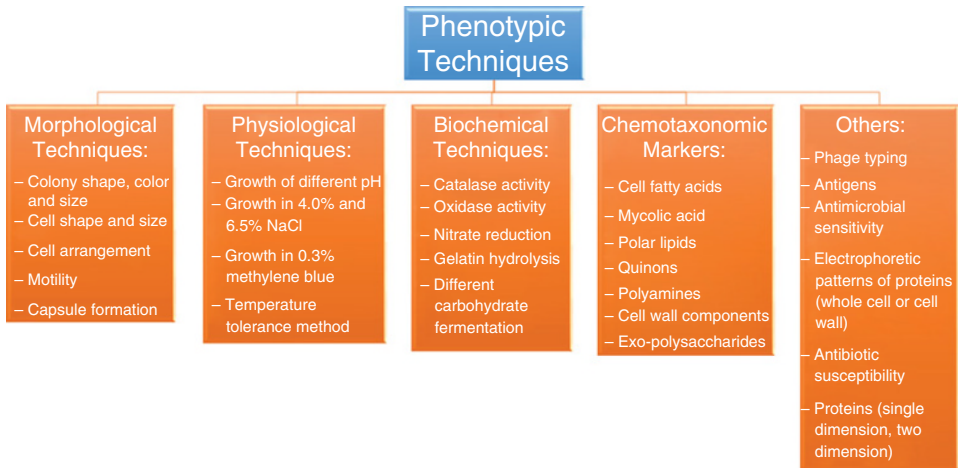 Phenotypic
Techniques
Morphological
Techniques:
– Colony shape, color
and size
– Cell shape and size
– Cell arrangement
– Motility
– Capsule formation
Physiological
Techniques:
– Growth of different pH
– Growth in 4.0% and
6.5% NaCl
– Growth in 0.3%
methylene blue
– Temperature
tolerance method
Biochemical
Techniques:
– Catalase activity
– Oxidase activity
– Nitrate reduction
– Gelatin hydrolysis
– Different
carbohydrate
fermentation
Chemotaxonomic
Markers:
– Cell fatty acids
– Mycolic acid
– Polar lipids
– Quinons
– Polyamines
– Cell wall components
– Exo-polysaccharides
Others:
– Phage typing
– Antigens
– Antimicrobial
sensitivity
– Electrophoretic
patterns of proteins
(whole cell or cell
wall)
– Antibiotic
susceptibility
– Proteins (single
dimension, two
dimension)